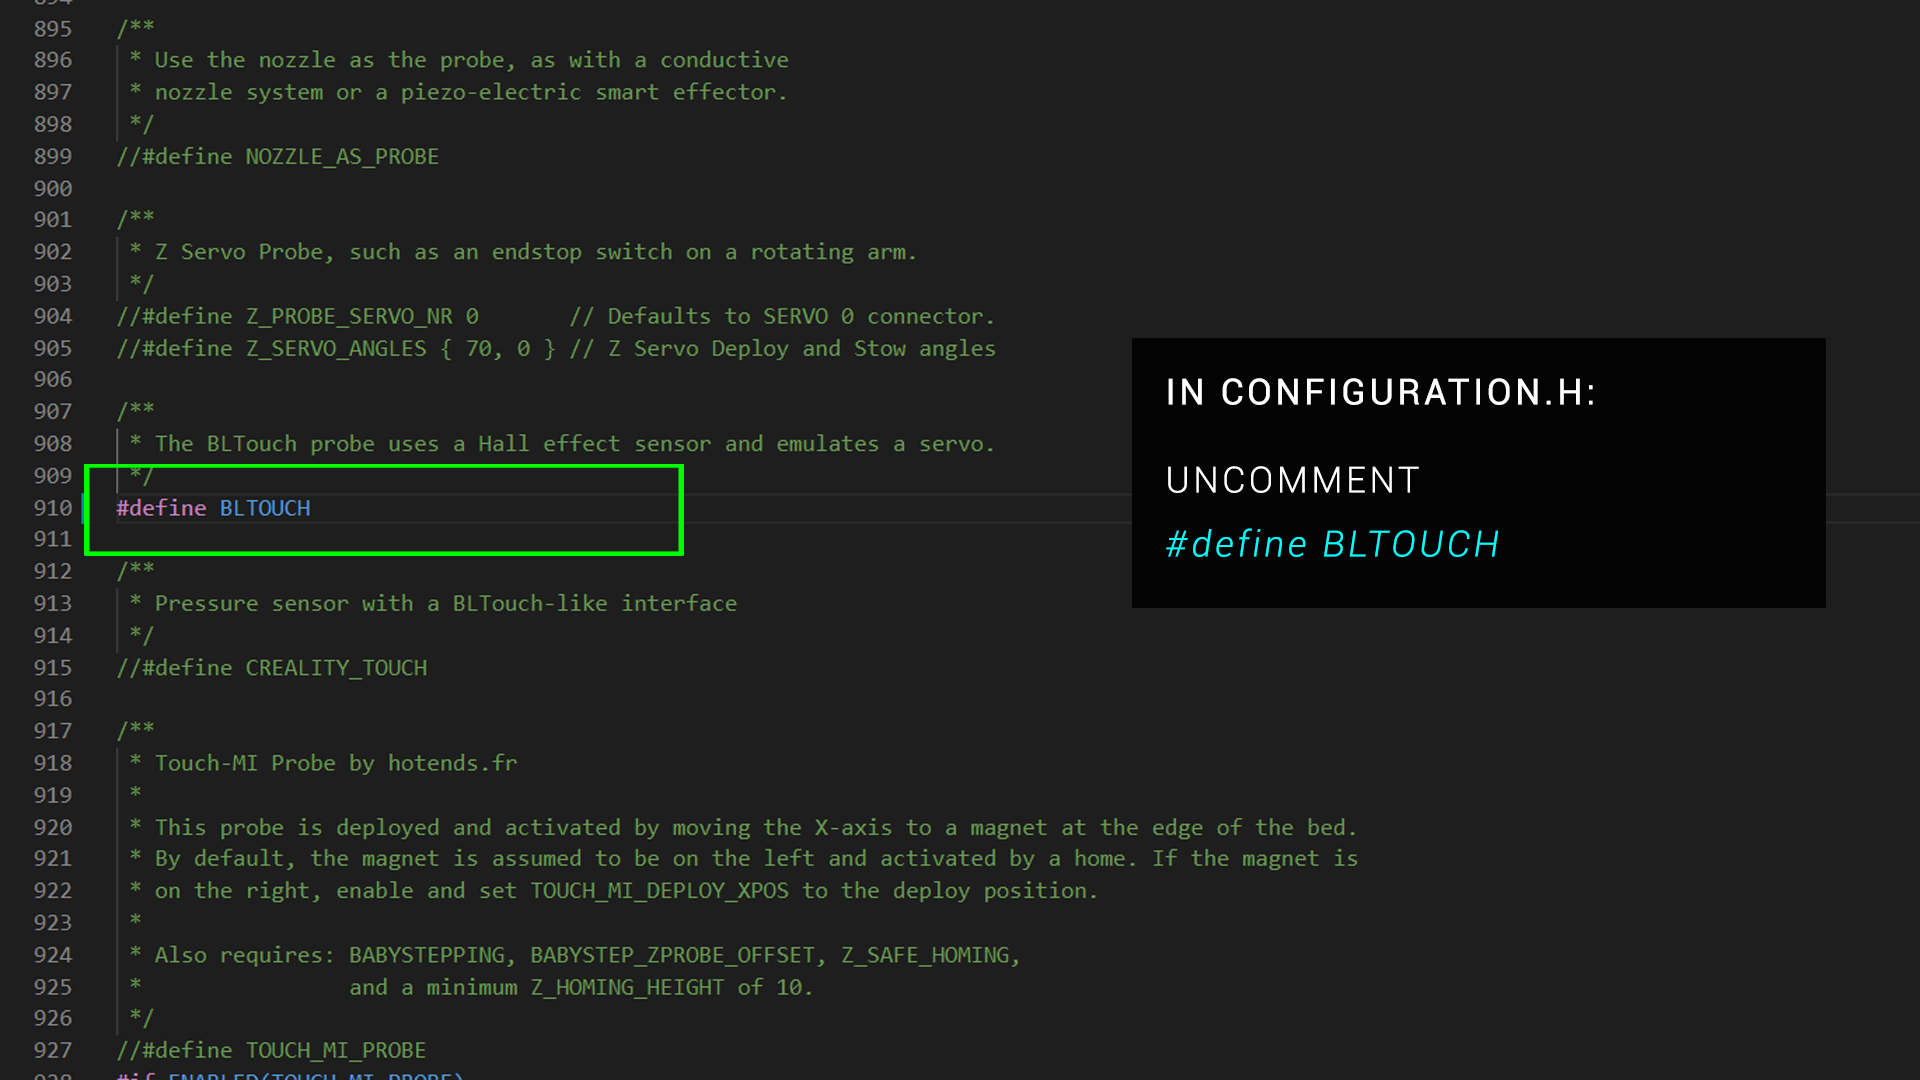 894
895 /**
896 * Use the nozzle as the probe, as with a conductive
897 * nozzle system or a piezo-electric smart effector.
898 */
899 //#define NOZZLE_AS_PROBE
900
901 /**
902 * Z Servo Probe, such as an endstop switch on a rotating arm.
903 */
904 //#define Z_PROBE_SERVO_NR 0       // Defaults to SERVO 0 connector.
905 //#define Z_SERVO_ANGLES { 70, 0 } // Z Servo Deploy and Stow angles
906
907 /**
908 * The BLTouch probe uses a Hall effect sensor and emulates a servo.
909 */
910 #define BLTOUCH
911
912 /**
913 * Pressure sensor with a BLTouch-like interface
914 */
915 //#define CREALITY_TOUCH
916
917 /**
918 * Touch-MI Probe by hotends.fr
919 *
920 * This probe is deployed and activated by moving the X-axis to a magnet at the edge of the bed.
921 * By default, the magnet is assumed to be on the left and activated by a home. If the magnet is
922 * on the right, enable and set TOUCH_MI_DEPLOY_XPOS to the deploy position.
923 *
924 * Also requires: BABYSTEPPING, BABYSTEP_ZPROBE_OFFSET, Z_SAFE_HOMING,
925 *                and a minimum Z_HOMING_HEIGHT of 10.
926 */
927 //#define TOUCH_MI_PROBE
928 #if ENABLED(TOUCH_MI_PROBE)
IN CONFIGURATION.H:
UNCOMMENT
#define BLTOUCH